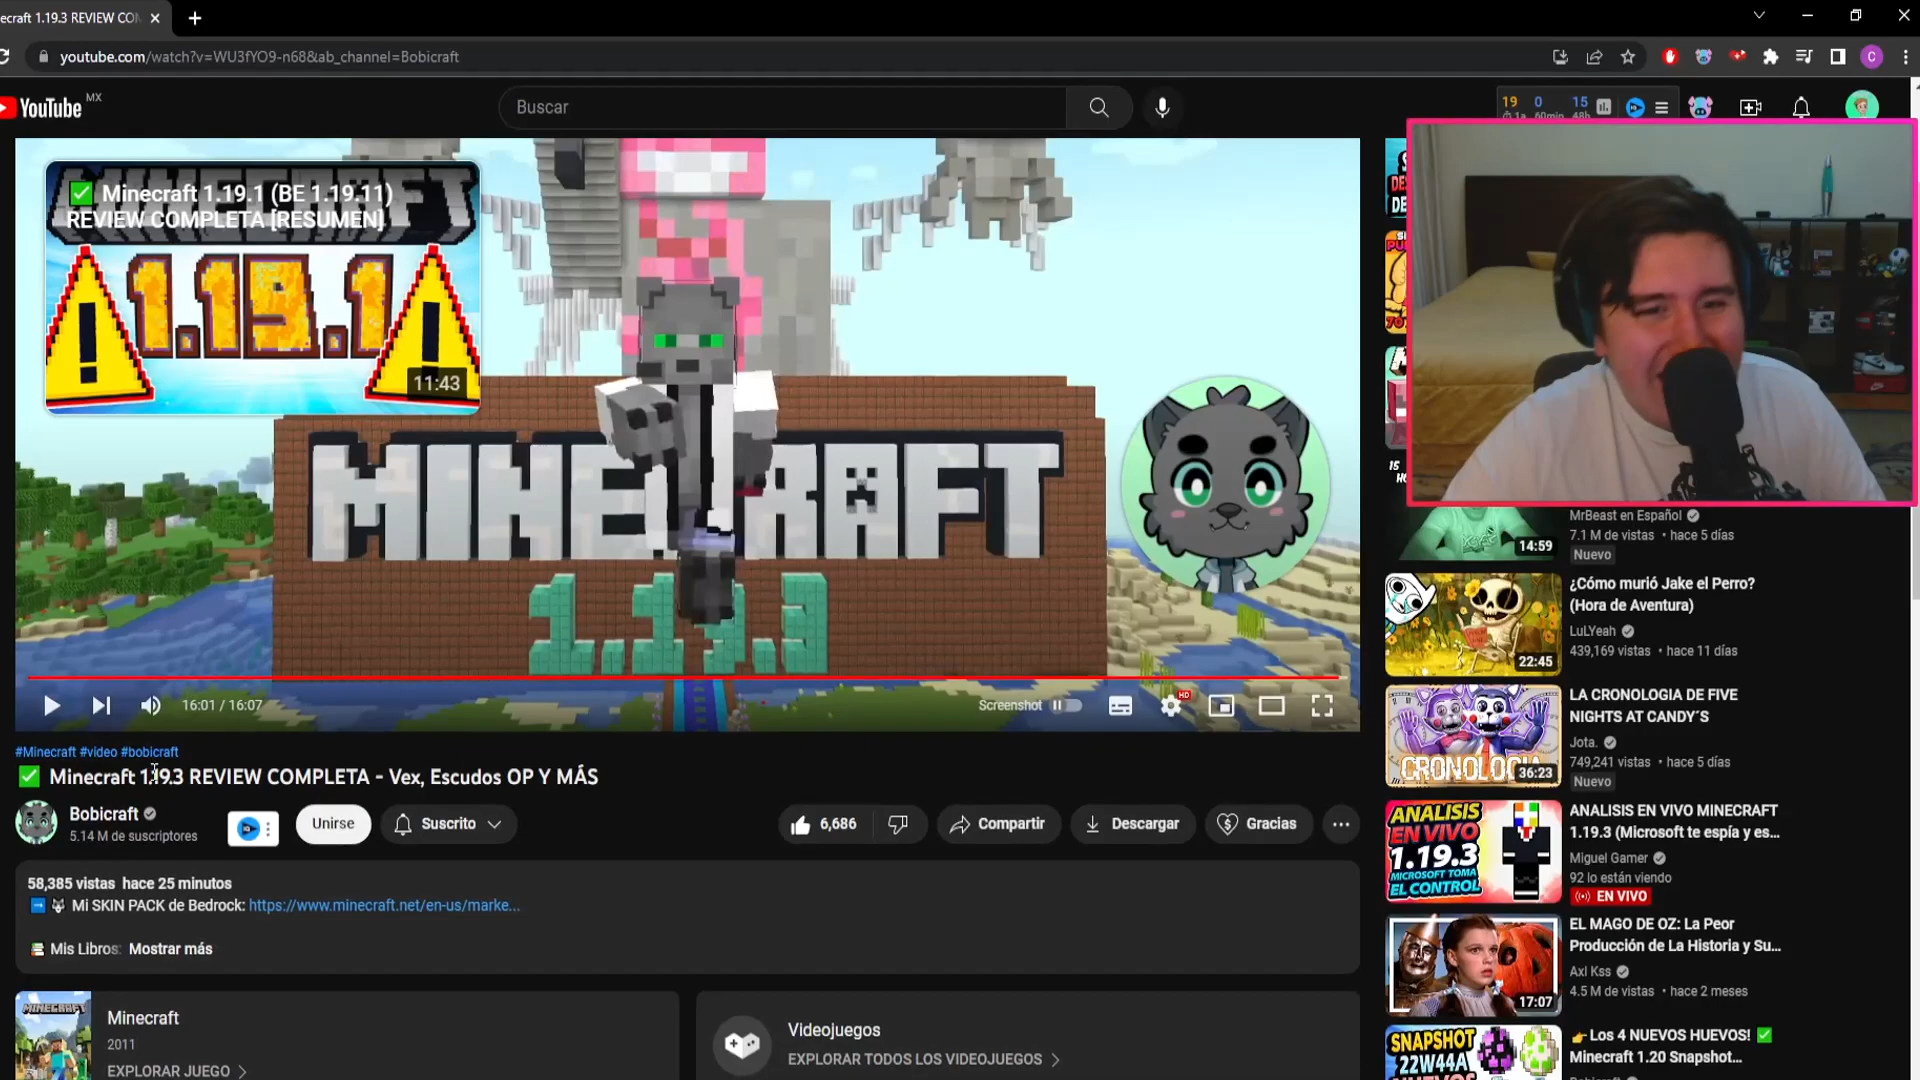 ecraft 1.19.3 REVIEW CO
youtube.com/watch?v=WU3fYO9-n68&ab_channel=Bobicraft
YouTube MX
Buscar
19 0 15
60min 48h
Minecraft 1.19.1 (BE 1.19.11)
REVIEW COMPLETA [RESUMEN]
1.19.1
11:43
MINECRAFT
1.19.3
16:01 / 16:07
Screenshot
HD
#Minecraft #video #bobicraft
✅ Minecraft 1.19.3 REVIEW COMPLETA - Vex, Escudos OP Y MÁS
Bobicraft
5.14 M de suscriptores
Unirse
Suscrito
6,686
Compartir
Descargar
Gracias
58,385 vistas hace 25 minutos
Mi SKIN PACK de Bedrock: https://www.minecraft.net/en-us/marke...
Mis Libros: Mostrar más
MINECRAFT
Minecraft
2011
EXPLORAR JUEGO
Videojuegos
EXPLORAR TODOS LOS VIDEOJUEGOS
MrBeast en Español
7.1 M de vistas • hace 5 días
Nuevo
14:59
¿Cómo murió Jake el Perro?
(Hora de Aventura)
LuLYeah
439,169 vistas • hace 11 días
22:45
LA CRONOLOGIA DE FIVE
NIGHTS AT CANDY´S
Jota.
749,241 vistas • hace 5 días
Nuevo
CRONOLOGIA
36:23
ANALISIS EN VIVO MINECRAFT
1.19.3 (Microsoft te espía y es...
Miguel Gamer
92 lo están viendo
EN VIVO
ANALISIS
EN VIVO
1.19.3
MICROSOFT TOMA
EL CONTROL
EL MAGO DE OZ: La Peor
Producción de La Historia y Su...
Axl Kss
4.5 M de vistas • hace 2 meses
17:07
👉Los 4 NUEVOS HUEVOS! ✅
Minecraft 1.20 Snapshot...
SNAPSHOT
22W44A